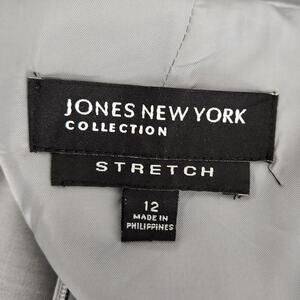 JONES NEW YORK
COLLECTION
STRETCH
12
MADE IN
PHILIPPINES